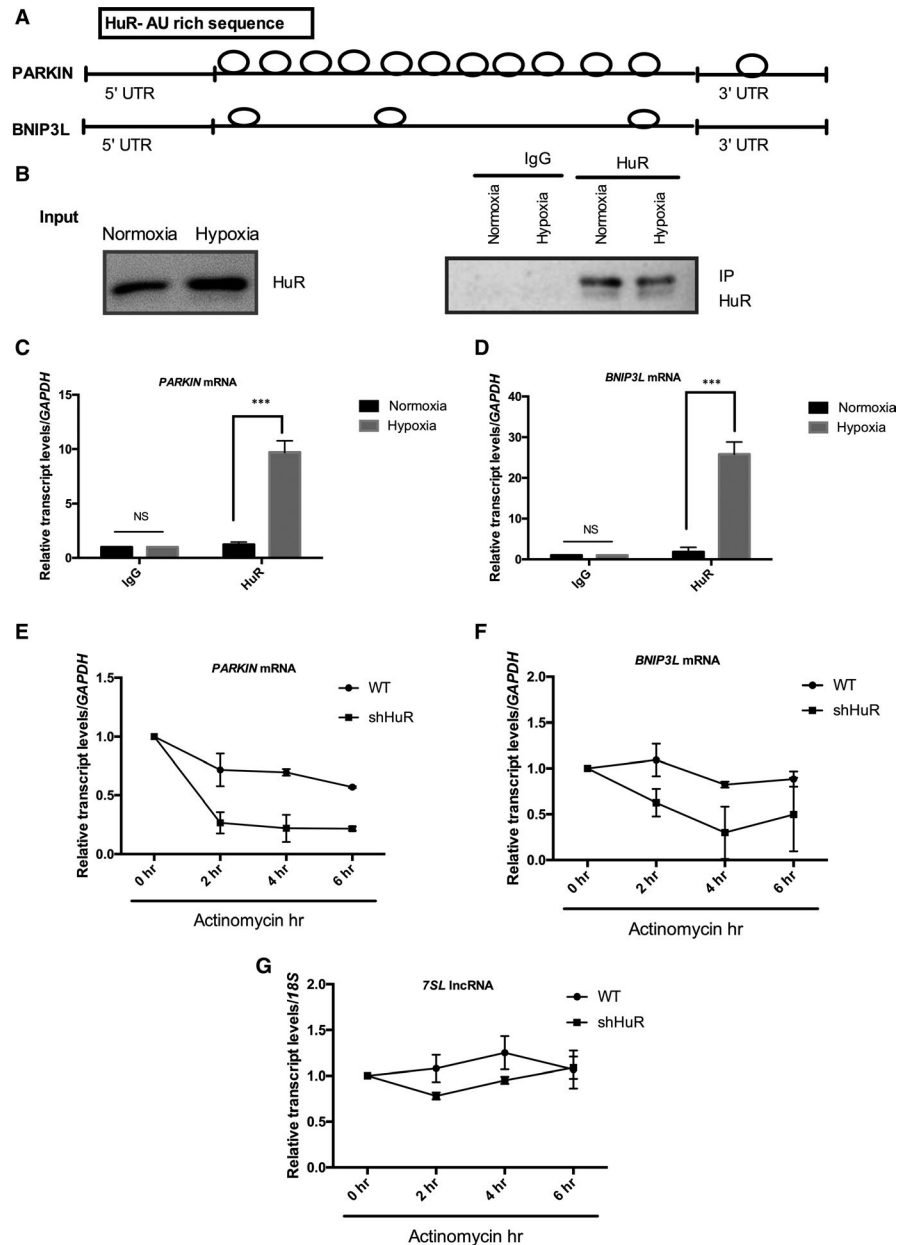 A
HuR- AU rich sequence
PARKIN
5' UTR
3' UTR
BNIP3L
5' UTR
3' UTR
B
Input
Normoxia Hypoxia
HuR
IgG HuR
Normoxia Hypoxia Normoxia Hypoxia
IP
HuR
C
PARKIN mRNA
Relative transcript levels/GAPDH
15
10
5
0
NS
***
IgG
HuR
Normoxia
Hypoxia
D
BNIP3L mRNA
Relative transcript levels/GAPDH
40
30
20
10
0
NS
***
IgG
HuR
Normoxia
Hypoxia
E
PARKIN mRNA
Relative transcript levels/GAPDH
1.5
1.0
0.5
0.0
0 hr
2 hr
4 hr
6 hr
Actinomycin hr
WT
shHuR
F
BNIP3L mRNA
Relative transcript levels/GAPDH
2.0
1.5
1.0
0.5
0.0
0 hr
2 hr
4 hr
6 hr
Actinomycin hr
WT
shHuR
G
7SL lncRNA
Relative transcript levels/18S
2.0
1.5
1.0
0.5
0.0
0 hr
2 hr
4 hr
6 hr
Actinomycin hr
WT
shHuR